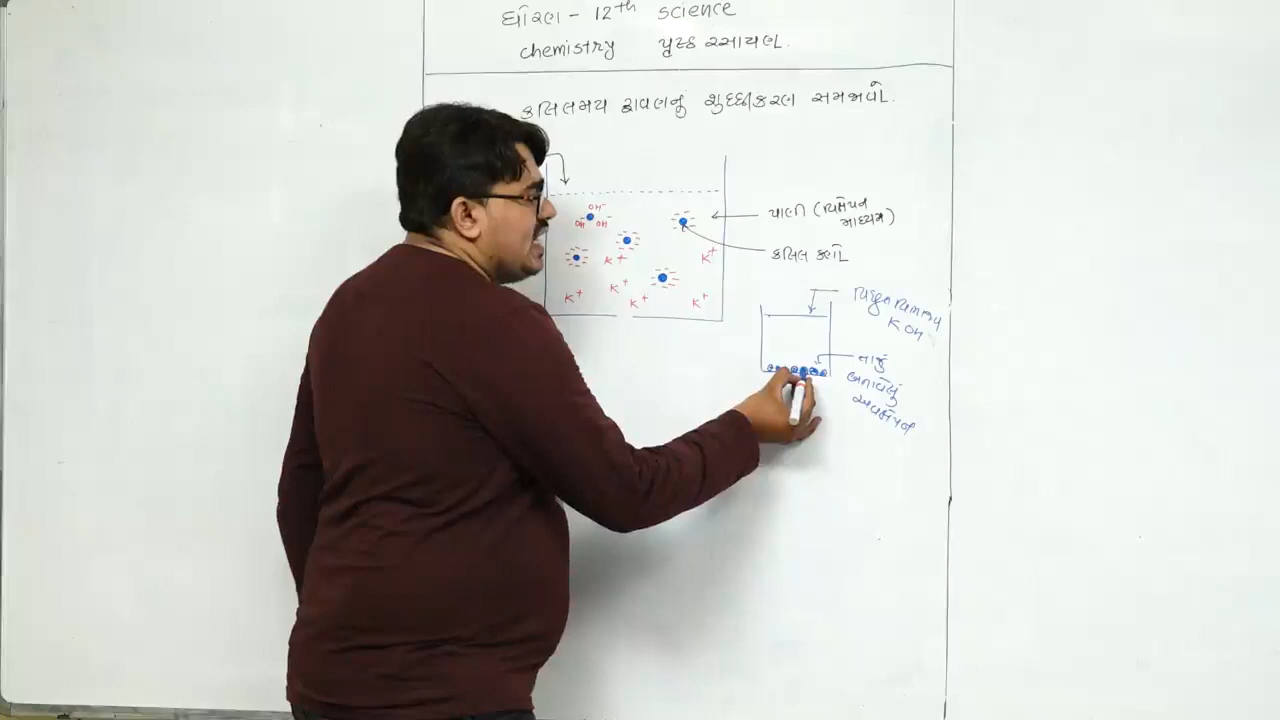 ધોરણ - 12th science
chemistry પૃષ્ઠ રસાયણ.
કલિલમય દ્રાવણનું શુદ્ધીકરણ સમજાવો.
OH⁻
OH OH
K⁺ K⁺
K⁺ K⁺ K⁺ K⁺
પાણી (વિક્ષેપન
માધ્યમ)
કલિલ કણો
વિદ્યુતવિભાજ્ય
KOH
તાજું
બનાવેલું
અવક્ષેપ